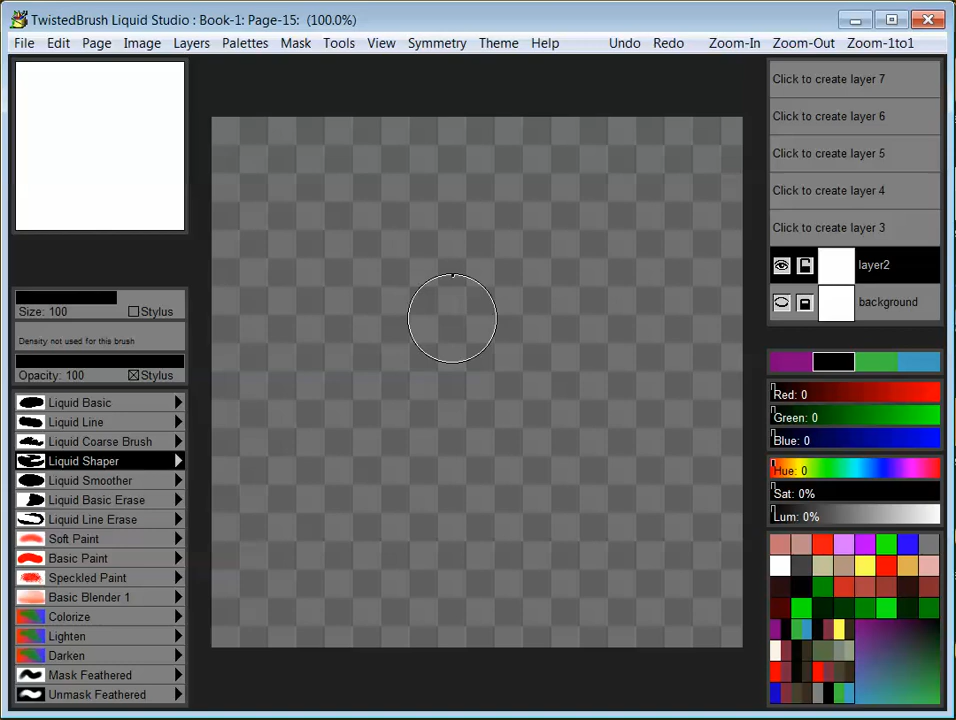 TwistedBrush Liquid Studio: Book-1: Page-15: (100.0%)
File Edit Page Image Layers Palettes Mask Tools View Symmetry Theme Help Undo Redo Zoom-In Zoom-Out Zoom-1to1
Click to create layer 7
Click to create layer 6
Click to create layer 5
Click to create layer 4
Click to create layer 3
layer2
background
Size: 100 Stylus
Density not used for this brush
Opacity: 100 Stylus
Liquid Basic
Liquid Line
Liquid Coarse Brush
Liquid Shaper
Liquid Smoother
Liquid Basic Erase
Liquid Line Erase
Soft Paint
Basic Paint
Speckled Paint
Basic Blender 1
Colorize
Lighten
Darken
Mask Feathered
Unmask Feathered
Red: 0
Green: 0
Blue: 0
Hue: 0
Sat: 0%
Lum: 0%